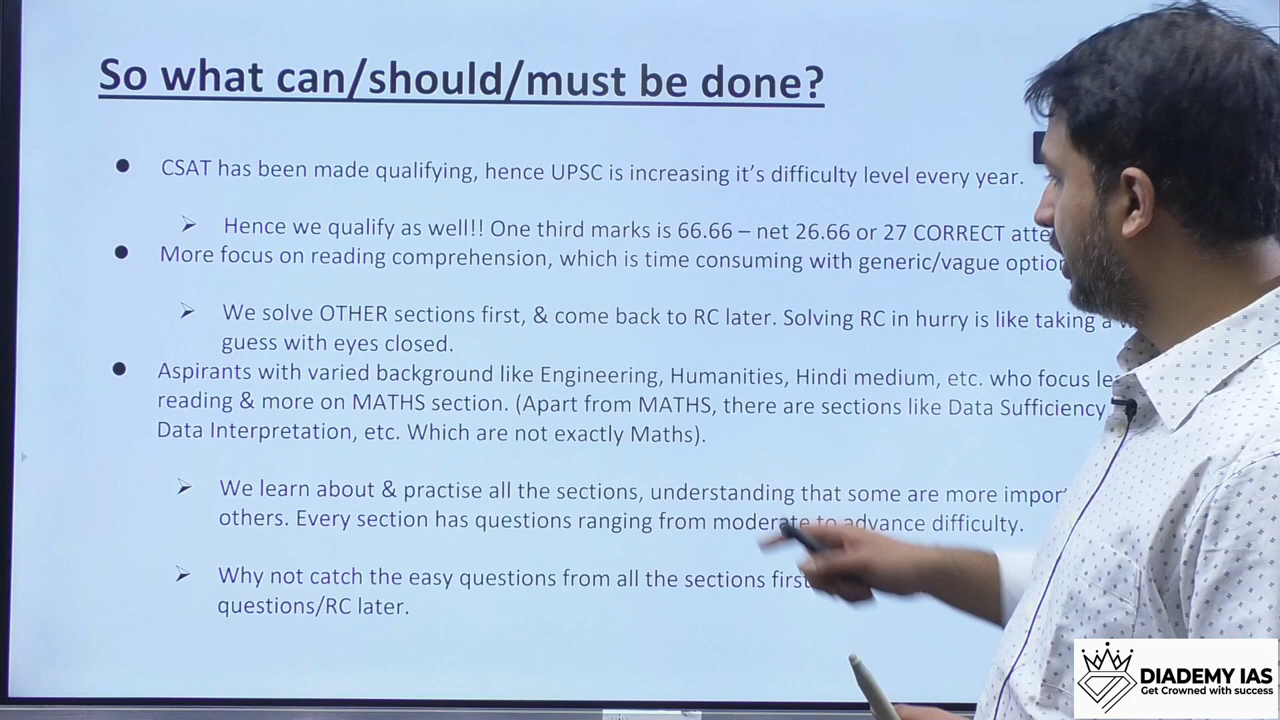 So what can/should/must be done?
● CSAT has been made qualifying, hence UPSC is increasing it's difficulty level every year.
➢ Hence we qualify as well!! One third marks is 66.66 – net 26.66 or 27 CORRECT
● More focus on reading comprehension, which is time consuming with generic/vague
➢ We solve OTHER sections first, & come back to RC later. Solving RC in hurry is like taking a
guess with eyes closed.
● Aspirants with varied background like Engineering, Humanities, Hindi medium, etc. who focus
reading & more on MATHS section. (Apart from MATHS, there are sections like Data Sufficiency
Data Interpretation, etc. Which are not exactly Maths).
➢ We learn about & practise all the sections, understanding that some are more
others. Every section has questions ranging from moderate to advance difficulty.
➢ Why not catch the easy questions from all the sections first
questions/RC later.
DIADEMY IAS
Get Crowned with success